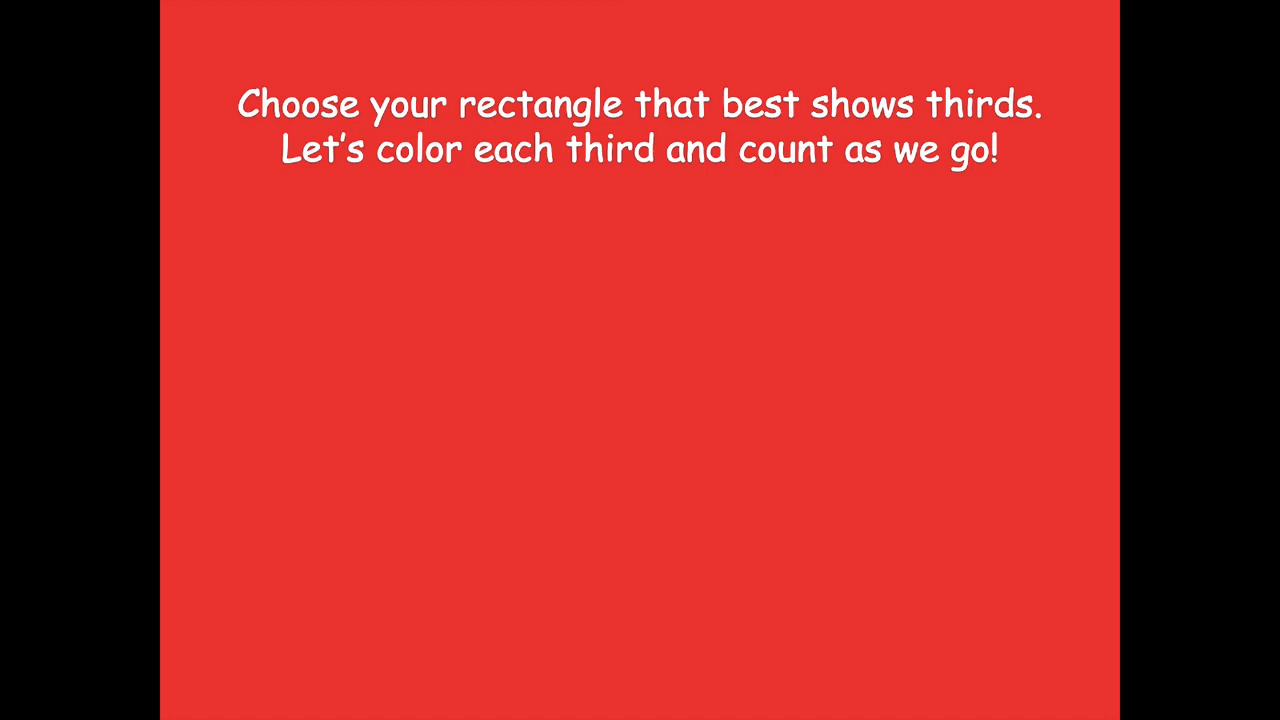 Choose your rectangle that best shows thirds.
Let’s color each third and count as we go!